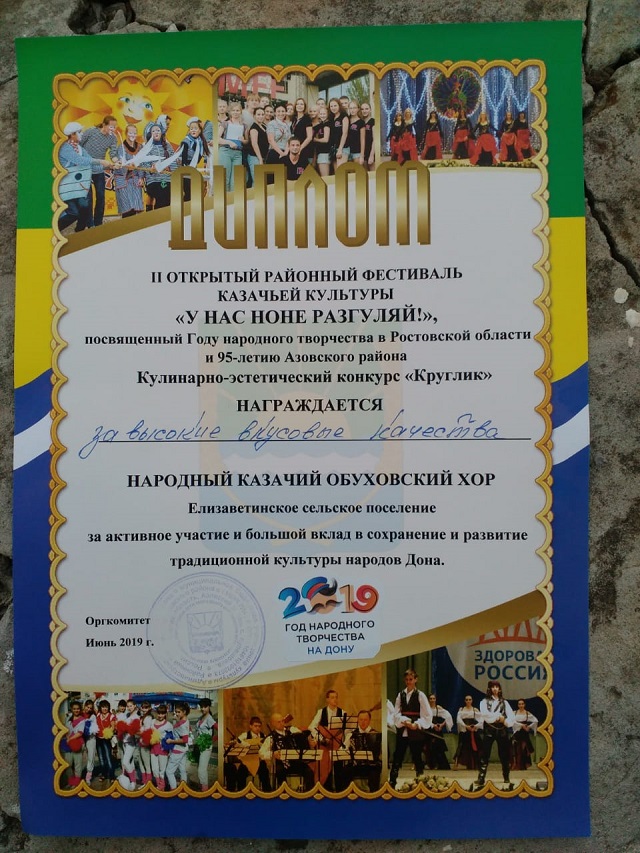 ДИПЛОМ
II ОТКРЫТЫЙ РАЙОННЫЙ ФЕСТИВАЛЬ
КАЗАЧЬЕЙ КУЛЬТУРЫ
«У НАС НОНЕ РАЗГУЛЯЙ!»,
посвященный Году народного творчества в Ростовской области
и 95-летию Азовского района
Кулинарно-эстетический конкурс «Круглик»
НАГРАЖДАЕТСЯ
за высокие вкусовые качества
НАРОДНЫЙ КАЗАЧИЙ ОБУХОВСКИЙ ХОР
Елизаветинское сельское поселение
за активное участие и большой вклад в сохранение и развитие
традиционной культуры народов Дона.
Оргкомитет
Июнь 2019 г.
2019
ГОД НАРОДНОГО
ТВОРЧЕСТВА
НА ДОНУ
ЗДОРОВА
РОССИЯ